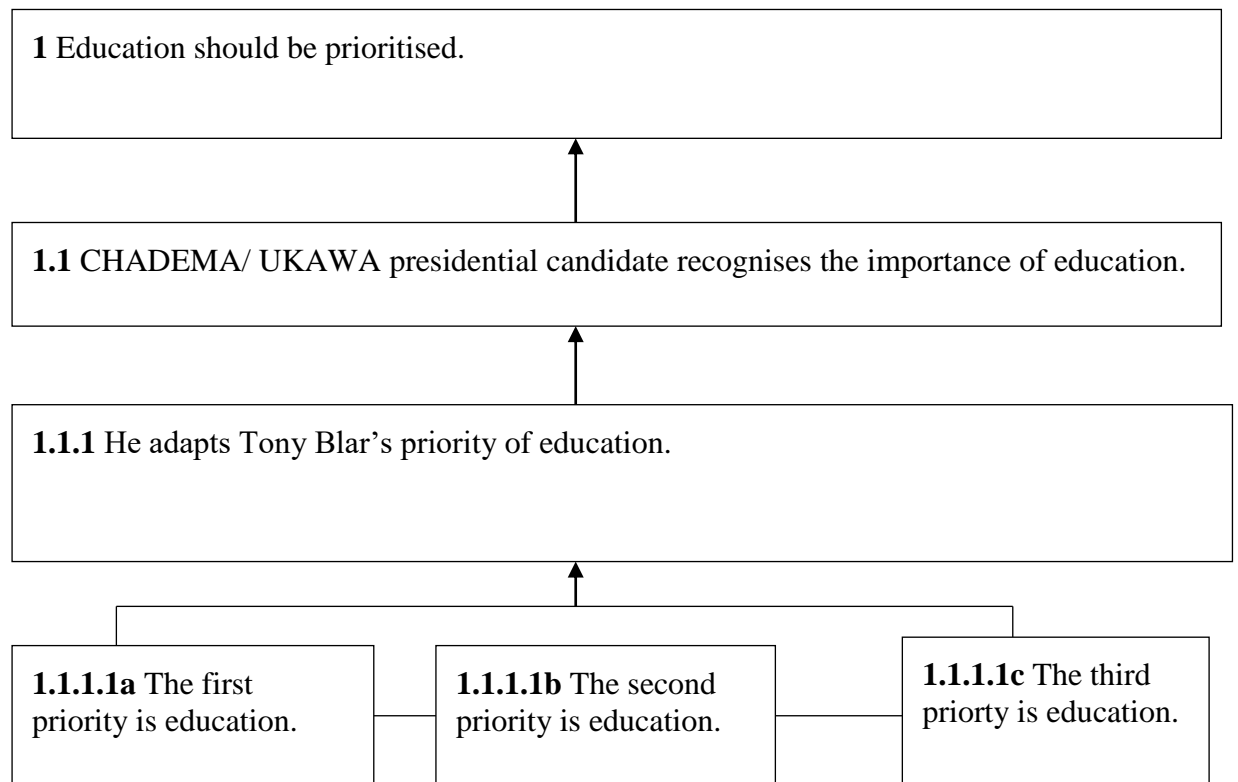 1 Education should be prioritised.
1.1 CHADEMA/ UKAWA presidential candidate recognises the importance of education.
1.1.1 He adapts Tony Blar’s priority of education.
1.1.1.1a The first
priority is education.
1.1.1.1b The second
priority is education.
1.1.1.1c The third
priorty is education.